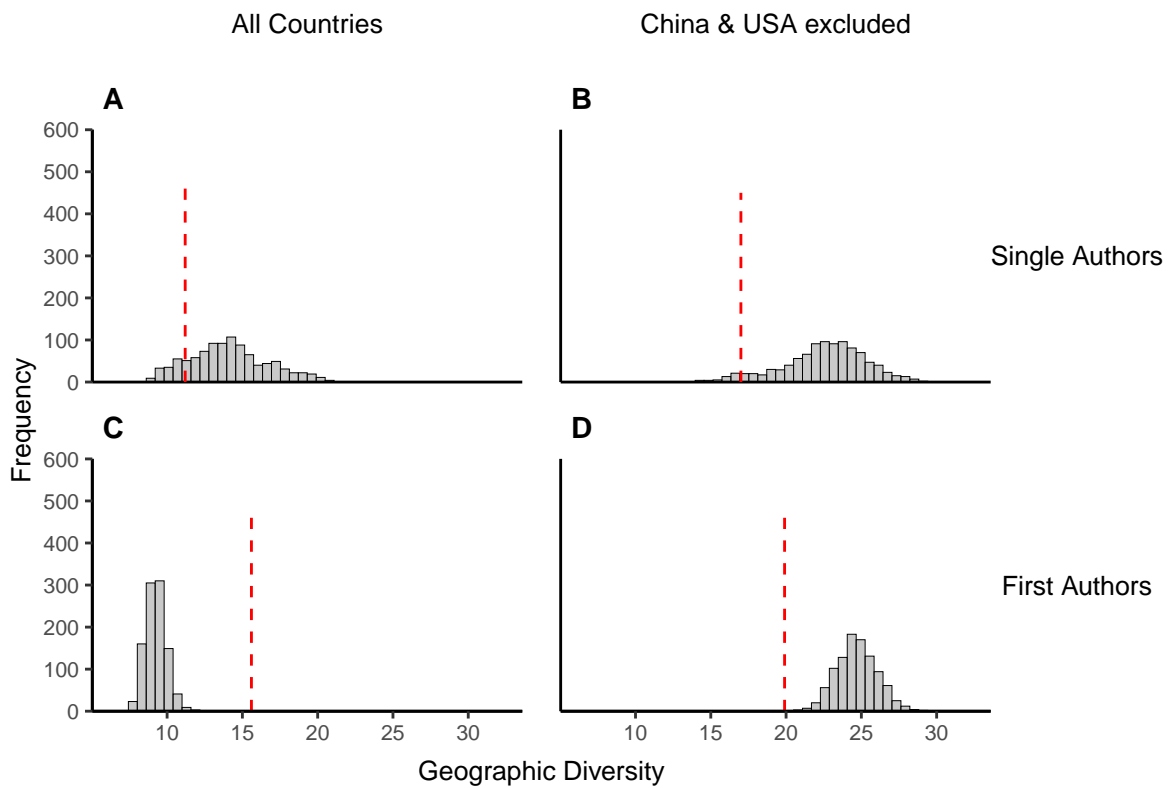 All Countries
China & USA excluded
A
B
600
500
400
300
200
100
0
Single Authors
C
D
600
500
400
300
200
100
0
First Authors
Frequency
10
15
20
25
30
10
15
20
25
30
Geographic Diversity